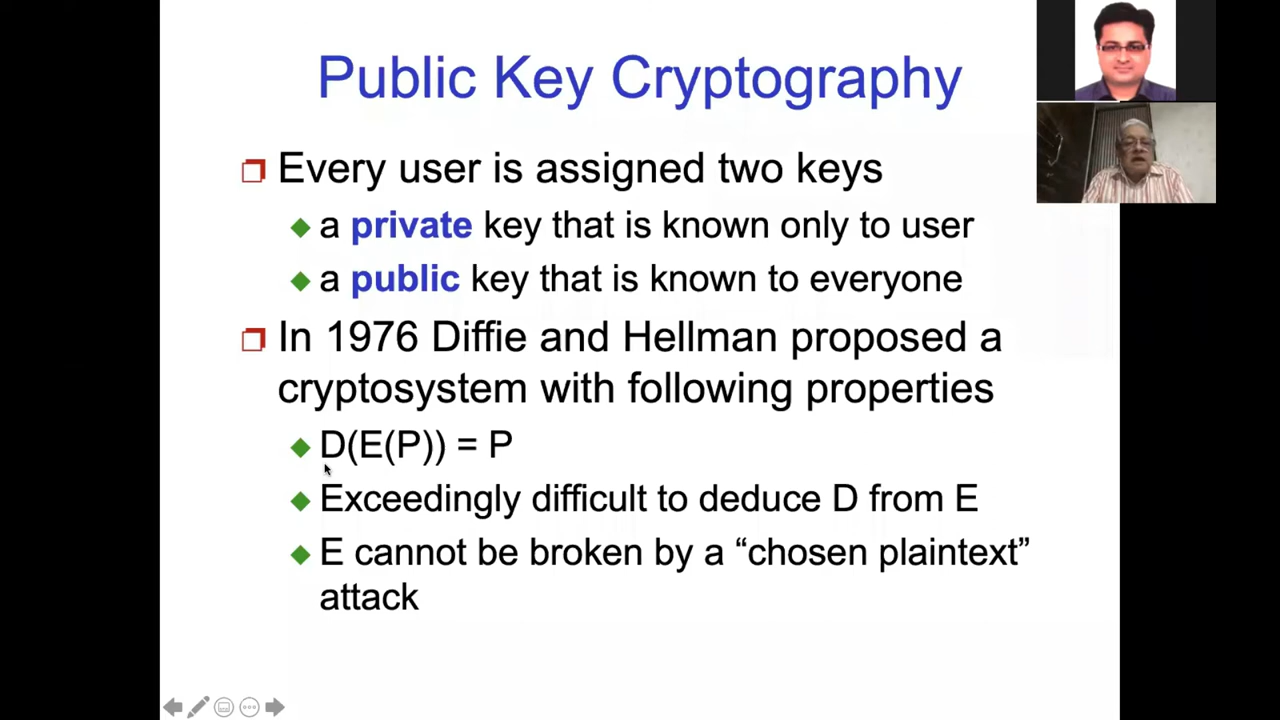 Public Key Cryptography
Every user is assigned two keys
a private key that is known only to user
a public key that is known to everyone
In 1976 Diffie and Hellman proposed a
cryptosystem with following properties
D(E(P)) = P
Exceedingly difficult to deduce D from E
E cannot be broken by a “chosen plaintext”
attack